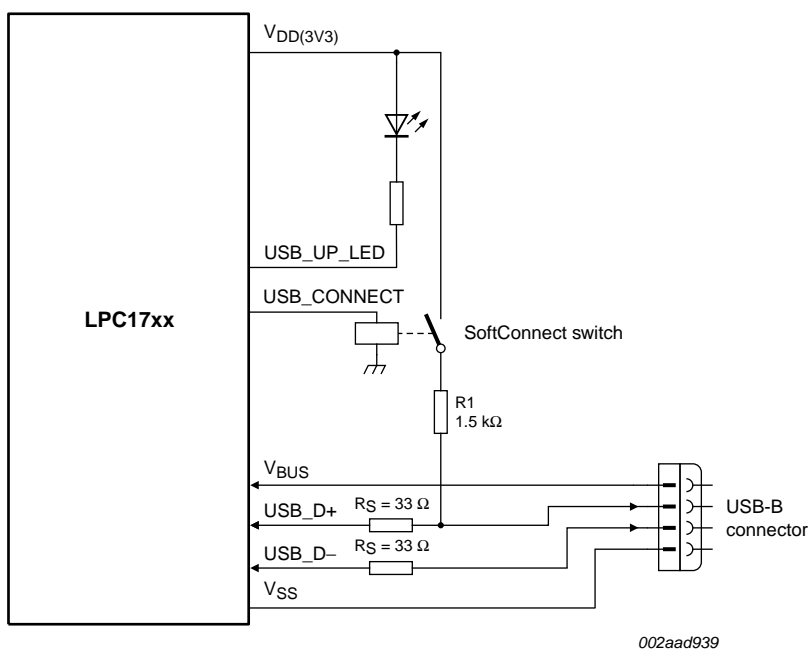 VDD(3V3)
USB_UP_LED
USB_CONNECT
LPC17xx
SoftConnect switch
R1
1.5 kΩ
VBUS
USB_D+
RS = 33 Ω
USB-B
connector
RS = 33 Ω
USB_D−
VSS
002aad939